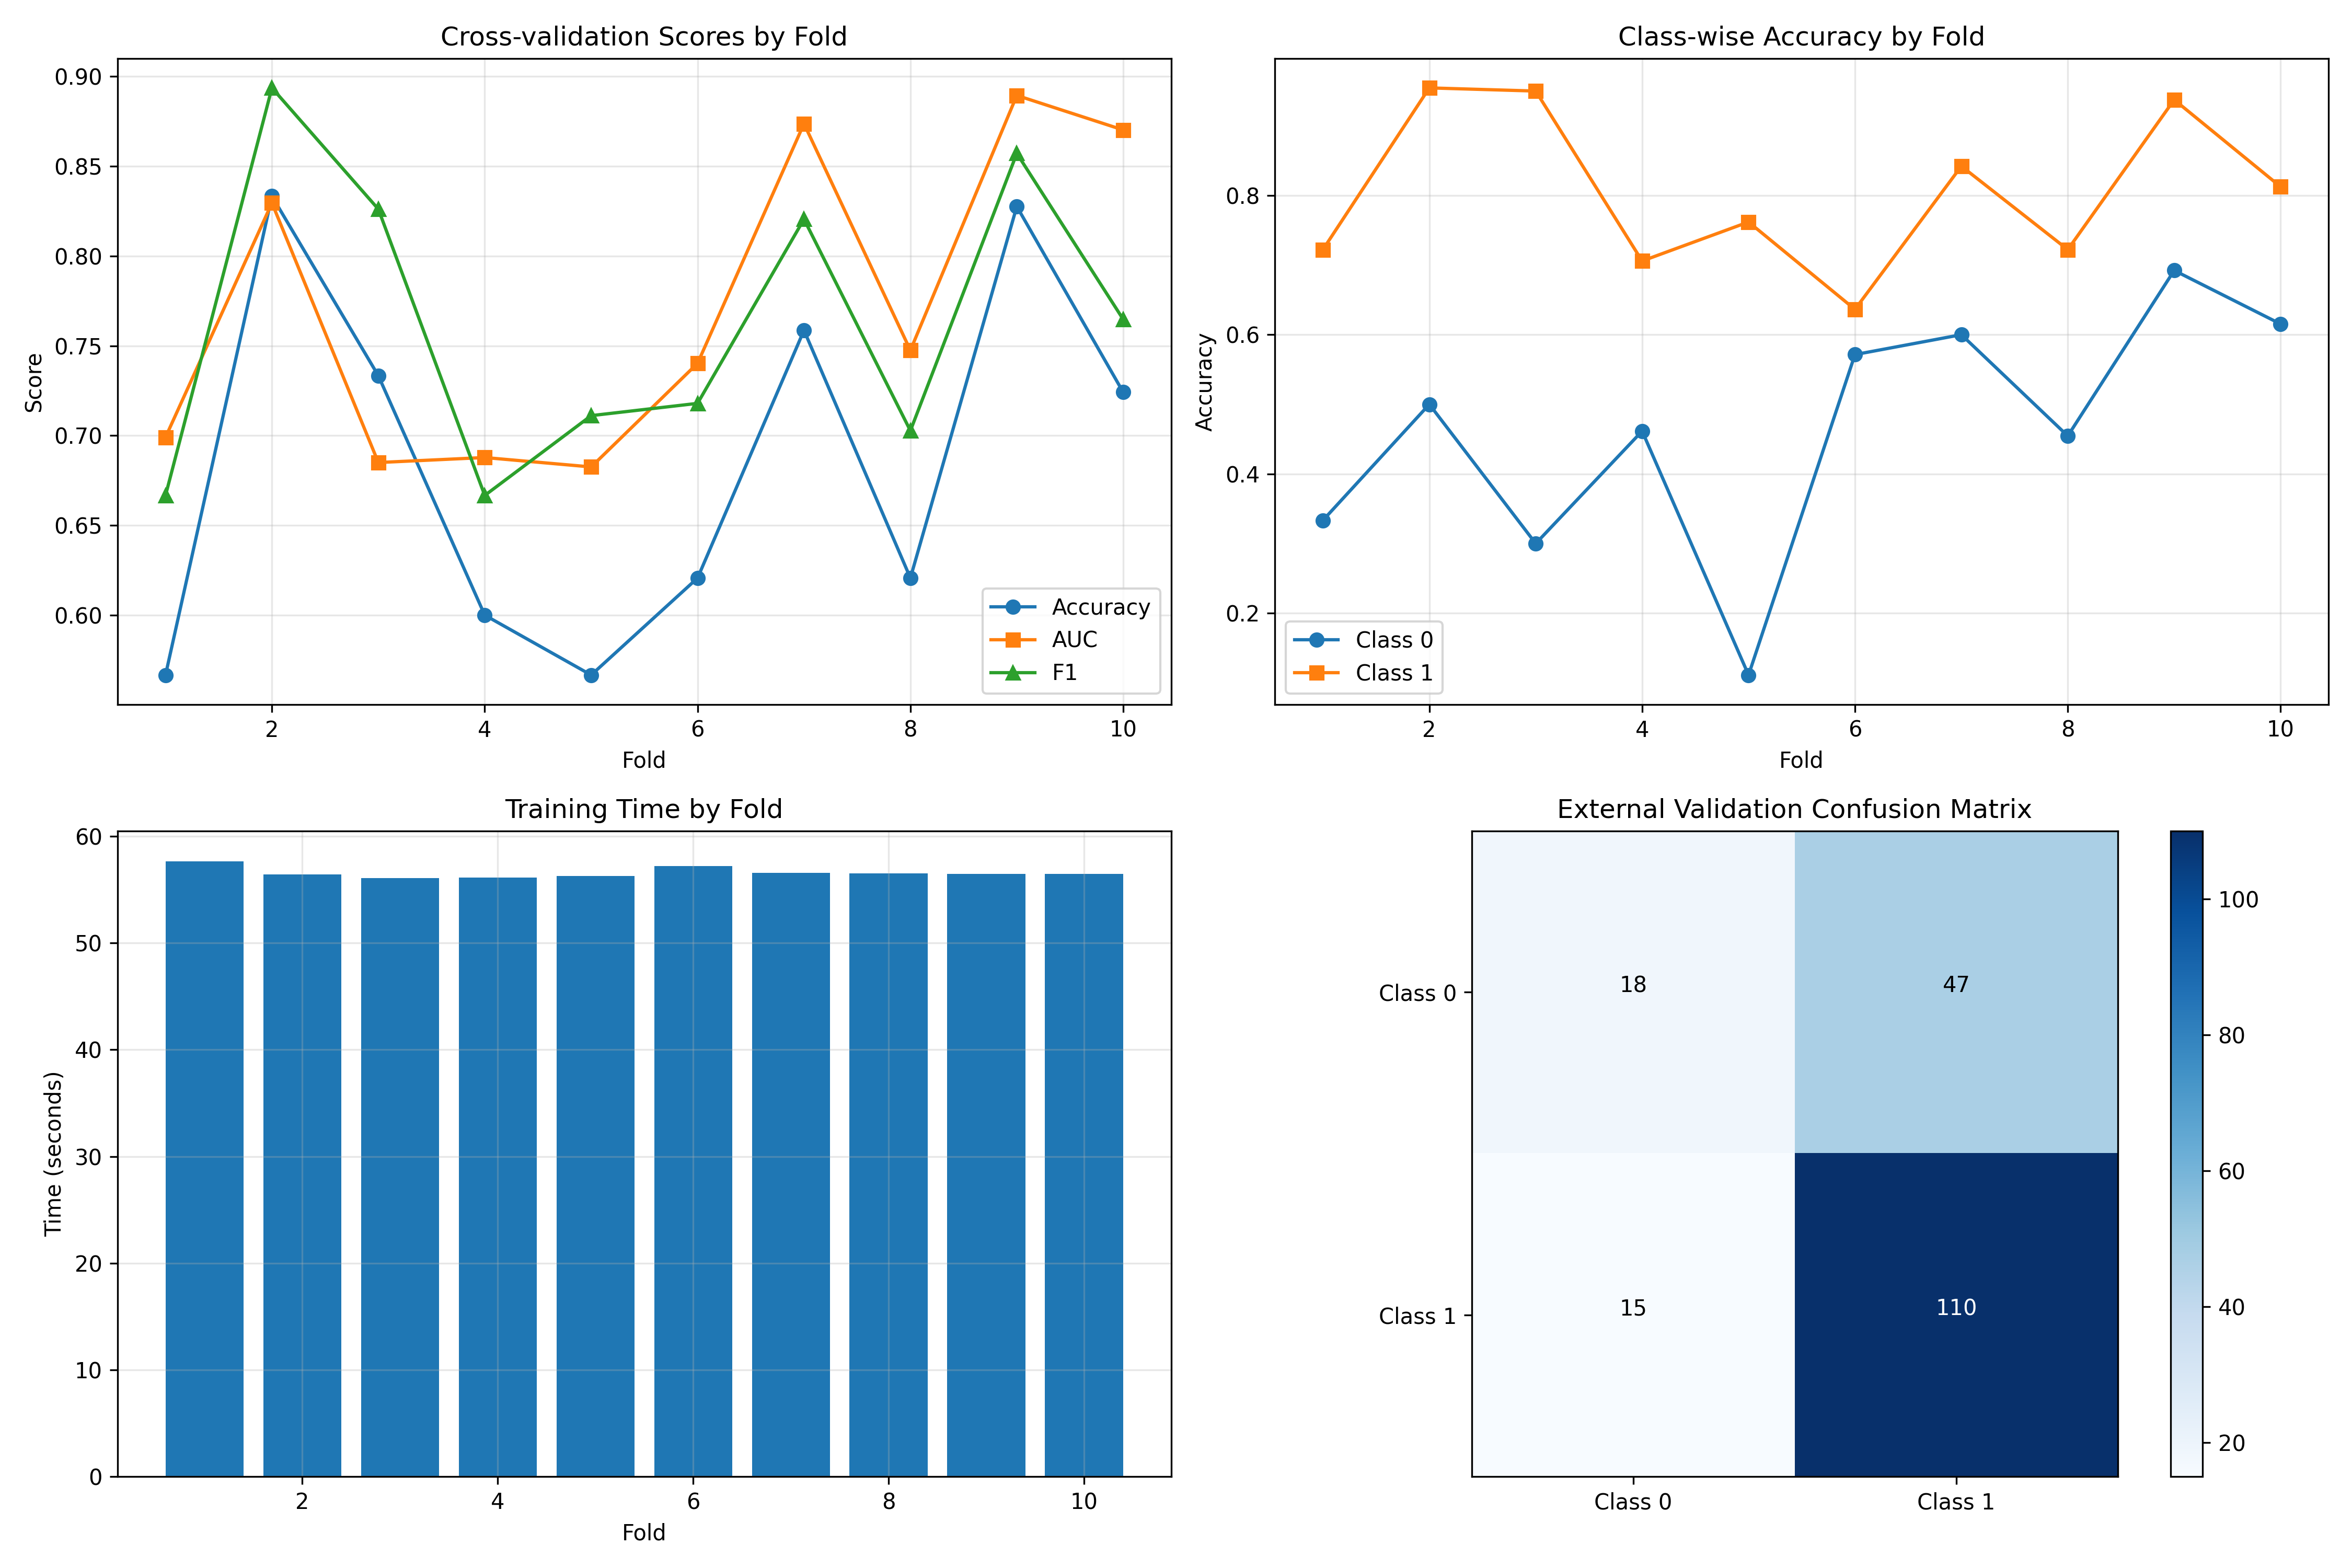 Cross-validation Scores by Fold
0.90
0.85
0.80
0.75
0.70
0.65
0.60
Score
2 4 6 8 10
Fold
Accuracy
AUC
F1
Class-wise Accuracy by Fold
0.8
0.6
0.4
0.2
Accuracy
2 4 6 8 10
Fold
Class 0
Class 1
Training Time by Fold
60
50
40
30
20
10
0
Time (seconds)
2 4 6 8 10
Fold
External Validation Confusion Matrix
Class 0 18 47
Class 1 15 110
Class 0 Class 1
100
80
60
40
20